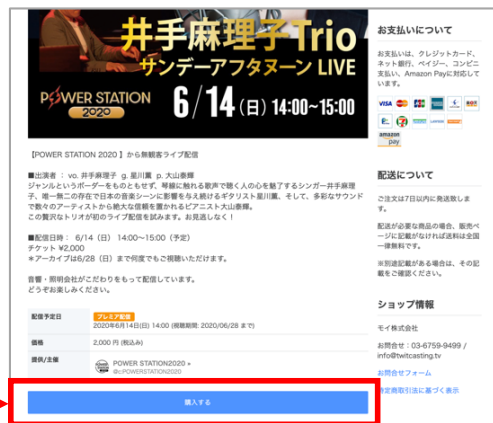 井手麻理子Trio
サンデーアフタヌーン LIVE
POWER STATION
2020
6/14(日) 14:00~15:00
【POWER STATION 2020 】から無観客ライブ配信
■出演者 : vo. 井手麻理子 g. 星川薫 p. 大山泰輝
ジャンルというボーダーをものともせず、琴線に触れる歌声で聴く人の心を魅了するシンガー井手麻理
子、唯一無二の存在で日本の音楽シーンに影響を与え続けるギタリスト星川薫、そして、多彩なサウンド
で数々のアーティストから絶大な信頼を置かれるピアニスト大山泰輝。
この贅沢なトリオが初のライブ配信を試みます。お見逃しなく！
■配信日時： 6/14（日） 14:00~15:00（予定）
チケット ¥2,000
*アーカイブは6/28（日）まで何度でもご視聴いただけます。
音響・照明会社がこだわりをもって配信しています。
どうぞお楽しみください。
配信予定日
プレミア配信
2020年6月14日(日) 14:00 (視聴期間: 2020/06/28 まで)
価格
2,000 円 (税込み)
提供/主催
POWER STATION2020 »
@c:POWERSTATION2020
購入する
お支払いについて
お支払いは、クレジットカード、
ネット銀行、ペイジー、コンビニ
支払い、Amazon Payに対応して
います。
VISA
amazon
pay
配送について
ご注文は7日以内に発送致しま
す。
配送が必要な商品の場合、販売ペ
ージに記載がなければ送料は全国
一律無料です。
※別途記載がある場合は、その記
載をご確認ください。
ショップ情報
モイ株式会社
お問合せ：03-6759-9499 /
info@twitcasting.tv
お問合せフォーム
特定商取引法に基づく表示